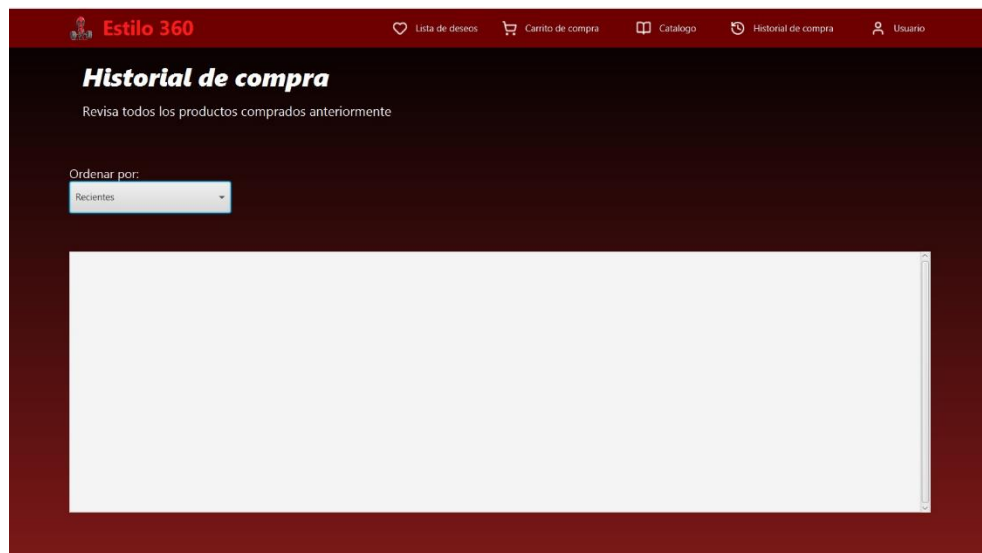 Estilo 360 Lista de deseos Carrito de compra Catalogo Historial de compra Usuario
Historial de compra
Revisa todos los productos comprados anteriormente
Ordenar por:
Recientes